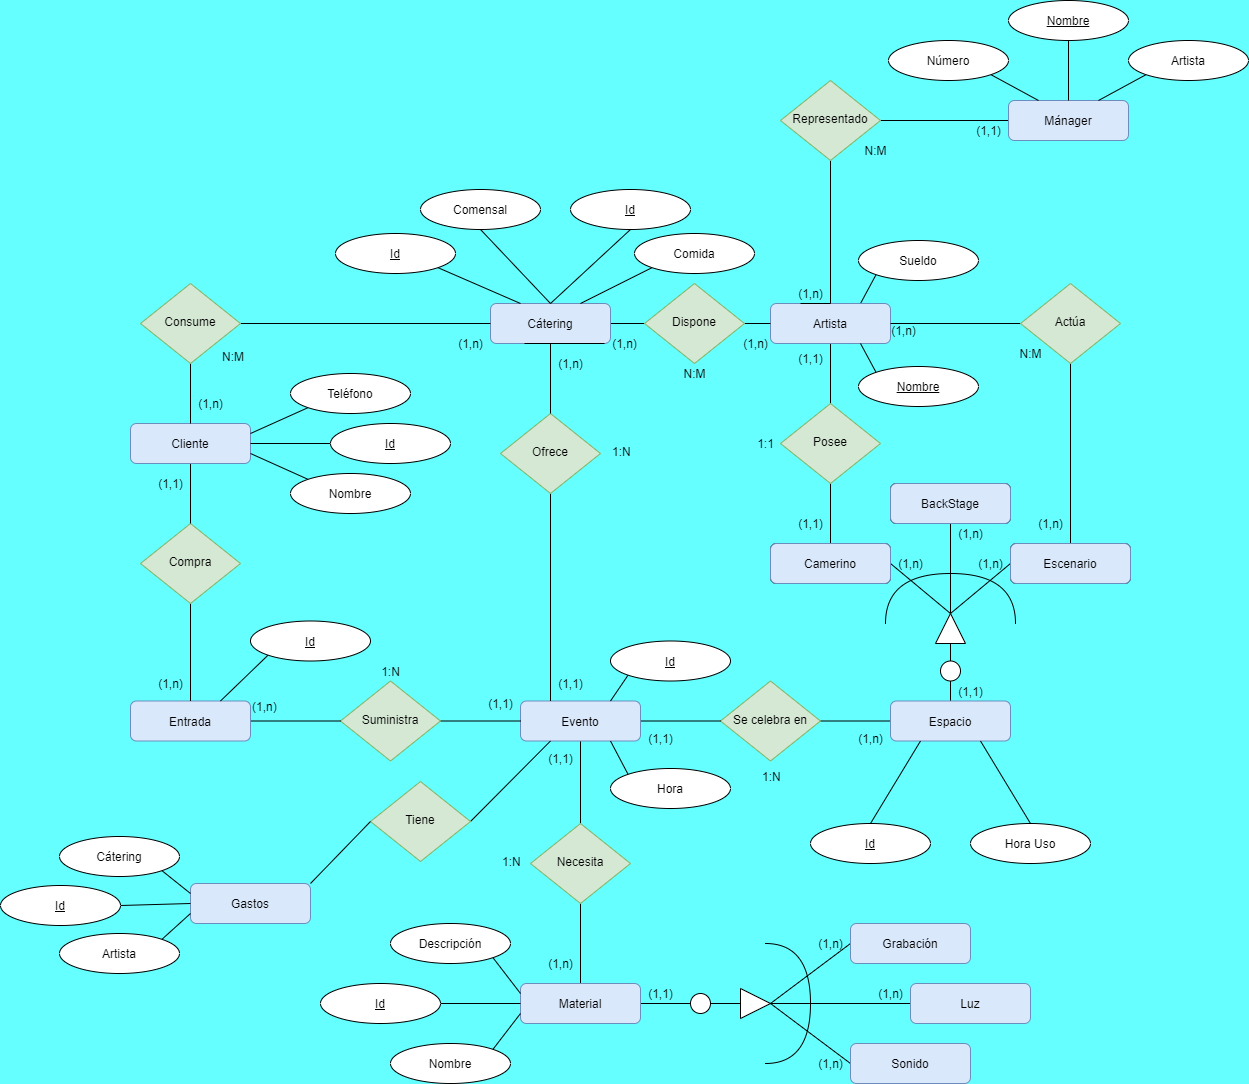 Nombre
Número
Artista
Representado
(1,1)
Mánager
N:M
Comensal
Id
Id
Comida
Sueldo
(1,n)
Consume
Cátering
Dispone
Artista
Actúa
(1,n)
(1,n)
(1,n)
(1,n)
N:M
(1,n)
(1,1)
N:M
N:M
Nombre
Teléfono
(1,n)
Cliente
Id
Ofrece
1:N
1:1
Posee
(1,1)
Nombre
BackStage
(1,1)
(1,n)
(1,n)
Compra
Camerino
(1,n)
(1,n)
Escenario
Id
Id
1:N
(1,n)
(1,1)
(1,1)
(1,n)
(1,1)
Entrada
Suministra
Evento
Se celebra en
Espacio
(1,1)
(1,n)
(1,1)
1:N
Hora
Tiene
Cátering
1:N
Necesita
Id
Hora Uso
Id
Gastos
Artista
Descripción
(1,n)
(1,n)
Grabación
Id
Material
(1,1)
(1,n)
Luz
Nombre
(1,n)
Sonido